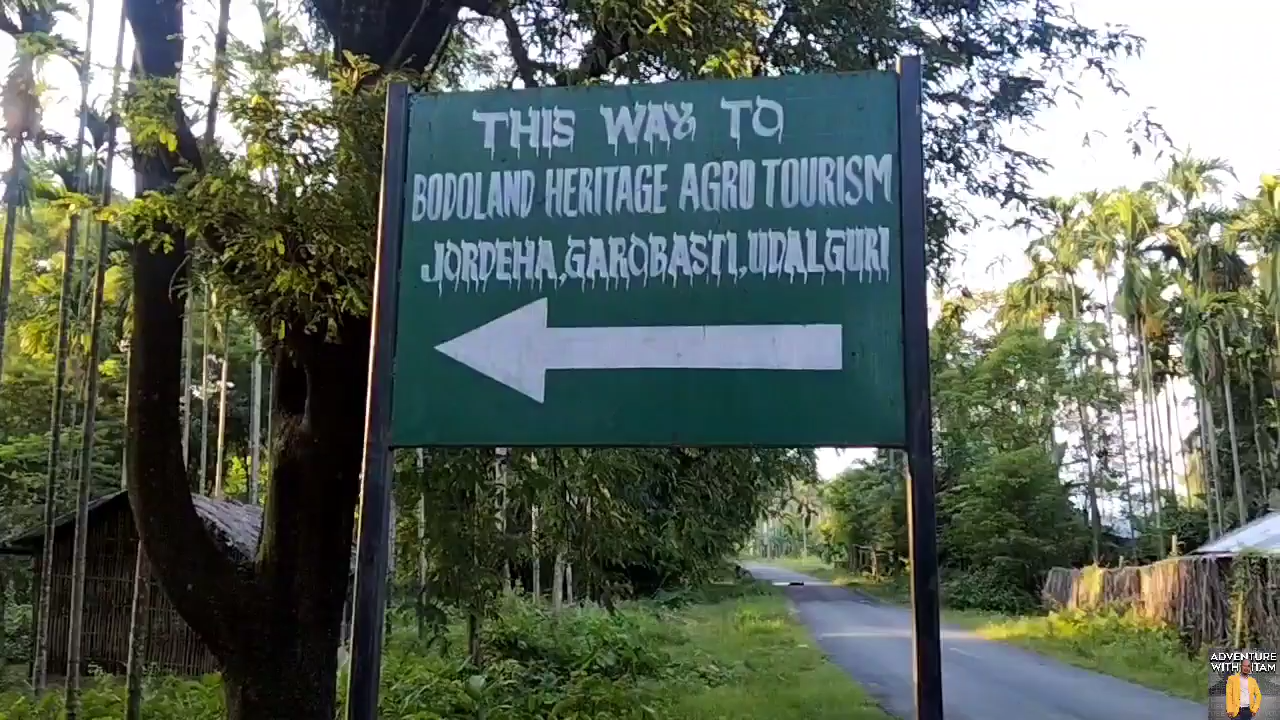 THIS WAY TO
BODOLAND HERITAGE AGRO TOURISM
JORDEHA, GAROBASTI, UDALGURI
ADVENTURE
WITH